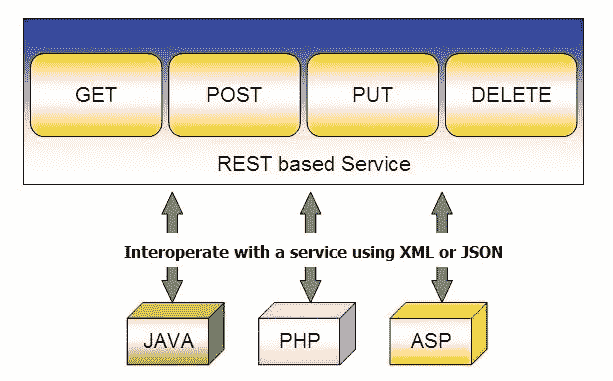 GET POST PUT DELETE
REST based Service
Interoperate with a service using XML or JSON
JAVA PHP ASP